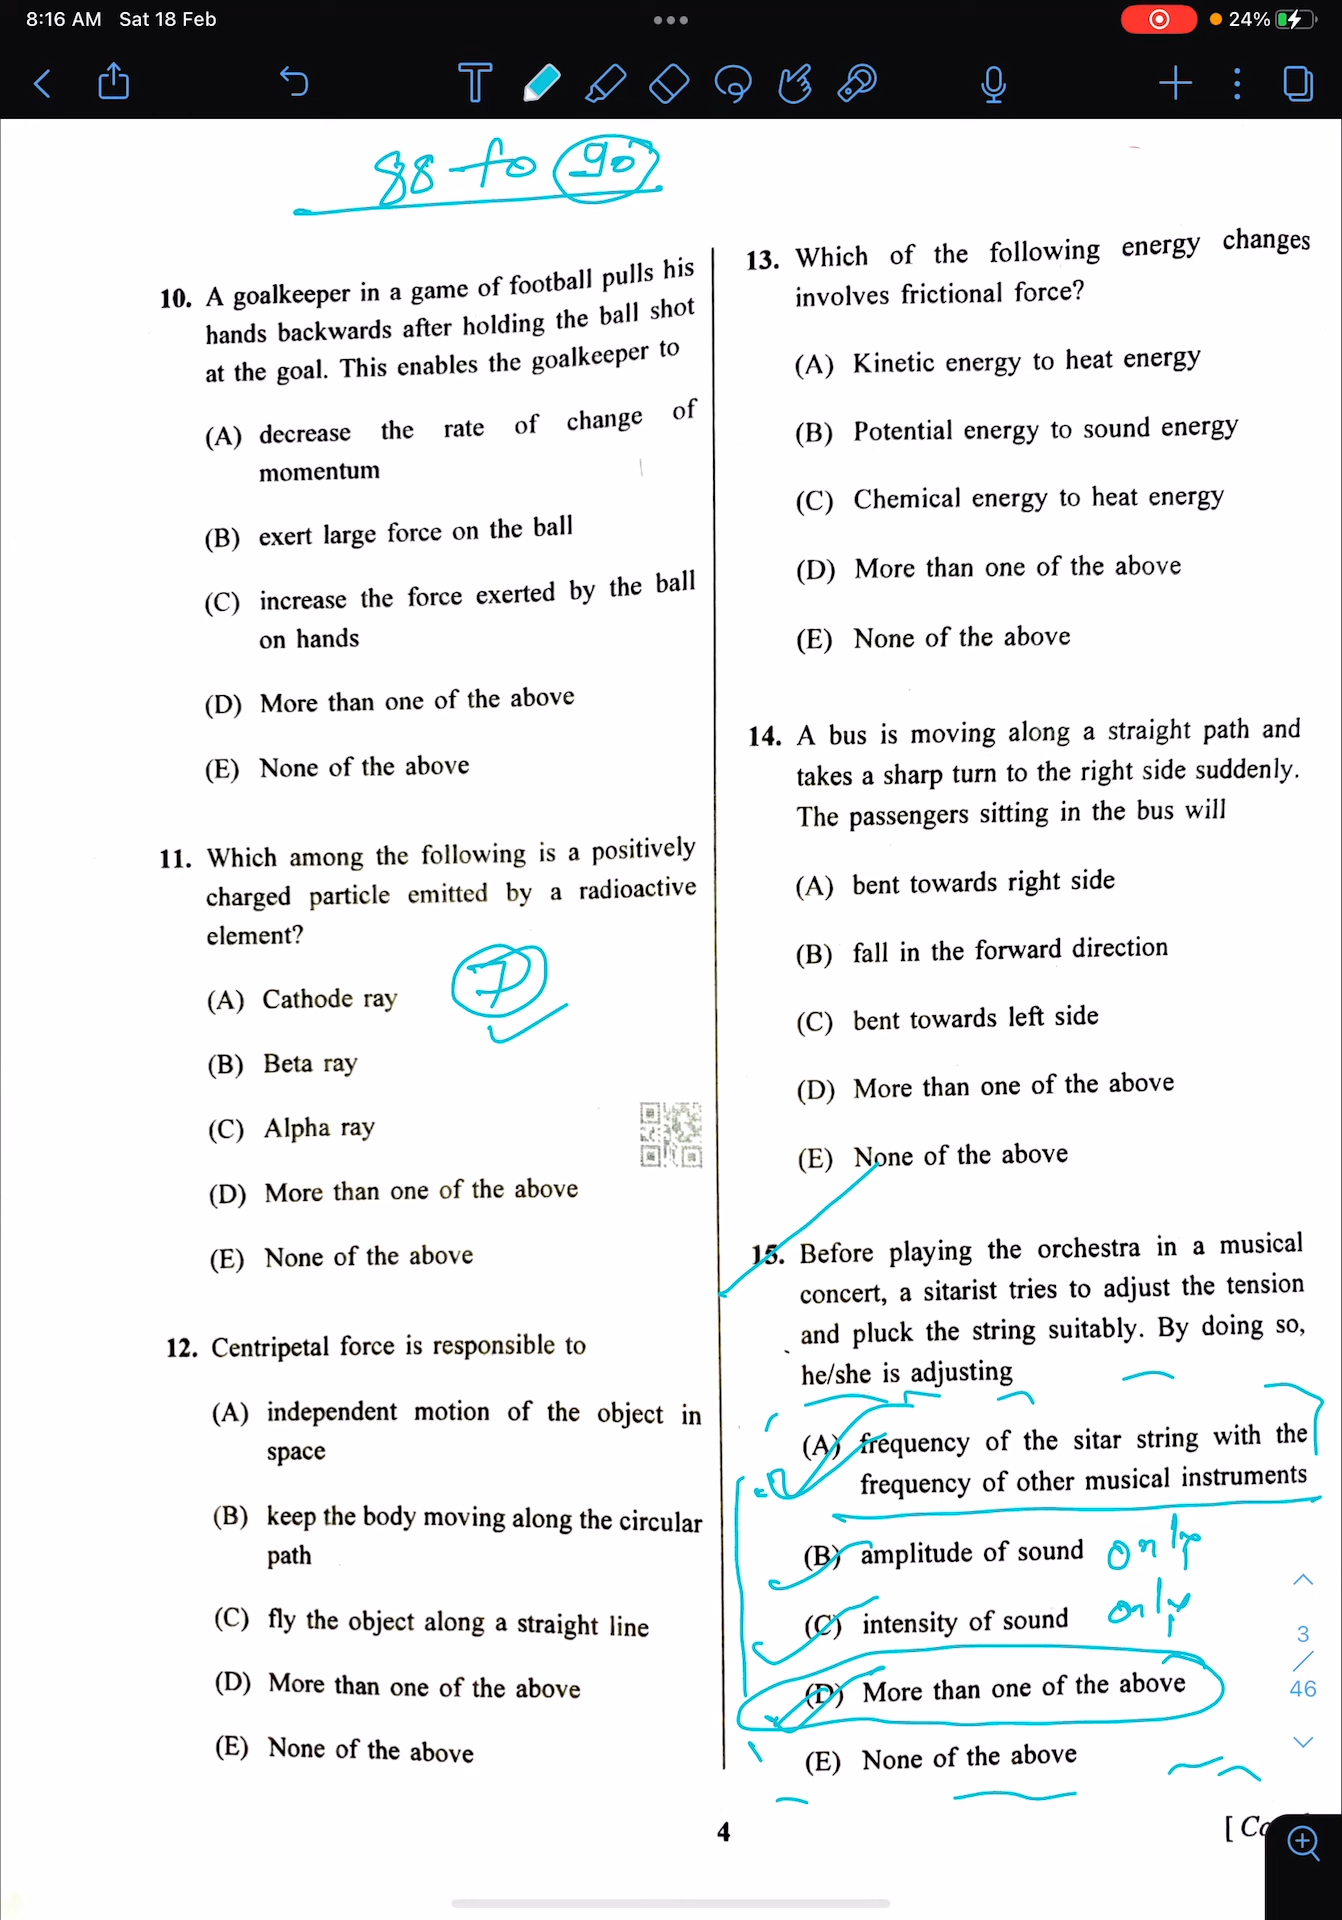 8:16 AM Sat 18 Feb
24%
88 to 90
10. A goalkeeper in a game of football pulls his
hands backwards after holding the ball shot
at the goal. This enables the goalkeeper to
(A) decrease the rate of change of
momentum
(B) exert large force on the ball
(C) increase the force exerted by the ball
on hands
(D) More than one of the above
(E) None of the above
11. Which among the following is a positively
charged particle emitted by a radioactive
element?
7
(A) Cathode ray
(B) Beta ray
(C) Alpha ray
(D) More than one of the above
(E) None of the above
12. Centripetal force is responsible to
(A) independent motion of the object in
space
(B) keep the body moving along the circular
path
(C) fly the object along a straight line
(D) More than one of the above
(E) None of the above
13. Which of the following energy changes
involves frictional force?
(A) Kinetic energy to heat energy
(B) Potential energy to sound energy
(C) Chemical energy to heat energy
(D) More than one of the above
(E) None of the above
14. A bus is moving along a straight path and
takes a sharp turn to the right side suddenly.
The passengers sitting in the bus will
(A) bent towards right side
(B) fall in the forward direction
(C) bent towards left side
(D) More than one of the above
(E) None of the above
15. Before playing the orchestra in a musical
concert, a sitarist tries to adjust the tension
and pluck the string suitably. By doing so,
he/she is adjusting
(A) frequency of the sitar string with the
frequency of other musical instruments
(B) amplitude of sound only
(C) intensity of sound only
(D) More than one of the above
(E) None of the above
3
/
46
4
[